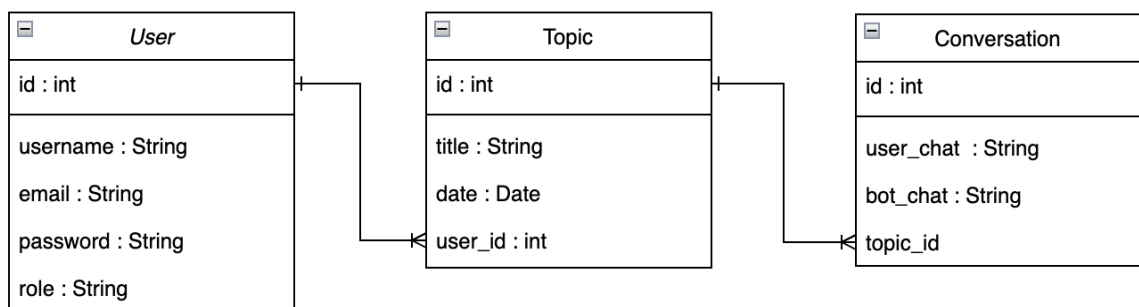 User
id : int
username : String
email : String
password : String
role : String
Topic
id : int
title : String
date : Date
user_id : int
Conversation
id : int
user_chat : String
bot_chat : String
topic_id